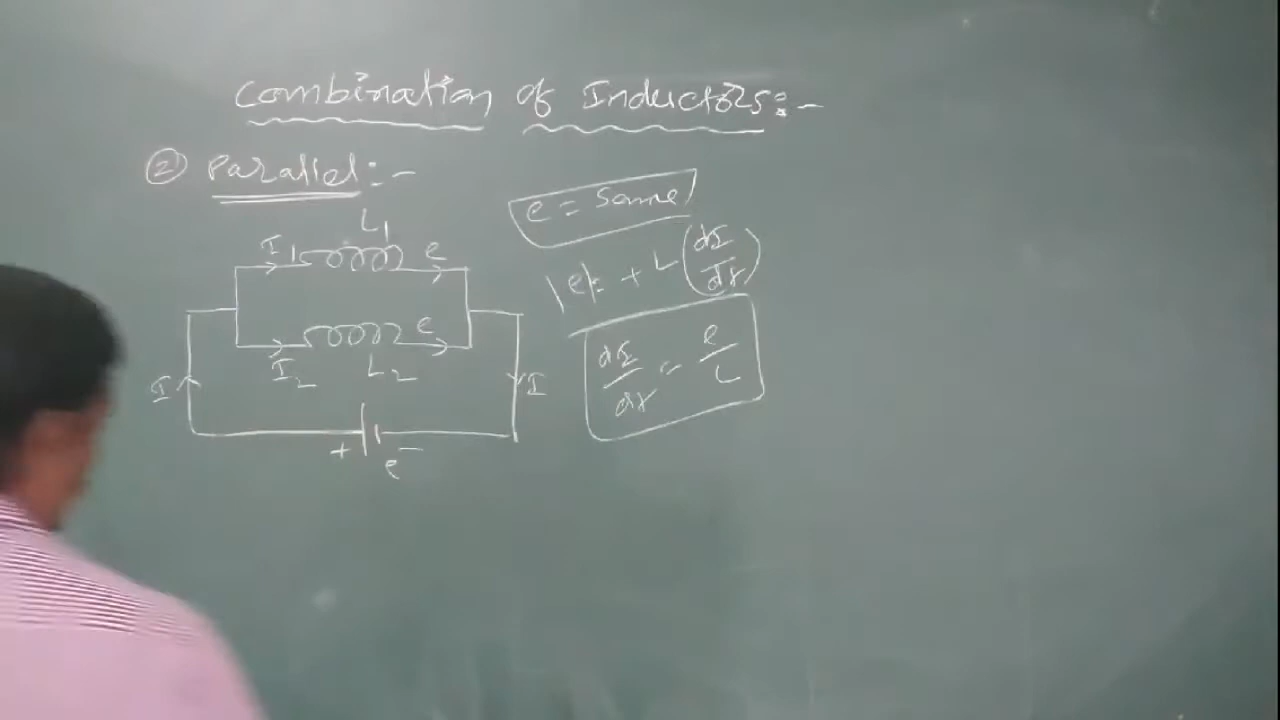 Combination of Inductors:-
② Parallel:-
L1
I1 e
e
I2 L2
I I
+ e -
e = Same
|e| = + L (dI/dt)
dI/dt = e/L